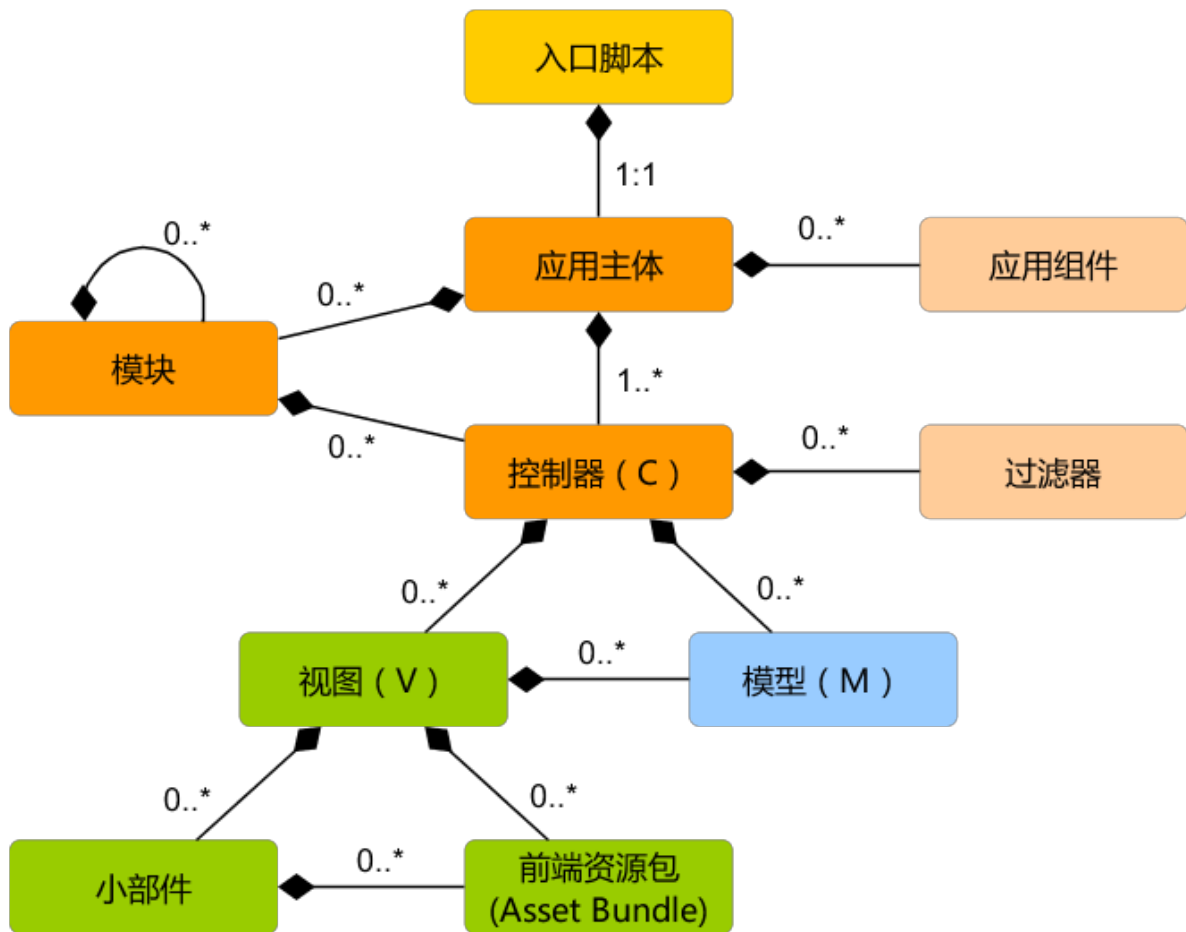 入口脚本
1:1
应用主体
0..*
应用组件
0..*
0..*
模块
1..*
0..*
控制器（C）
0..*
过滤器
0..*
0..*
视图（V）
0..*
模型（M）
0..*
0..*
小部件
0..*
前端资源包
(Asset Bundle)